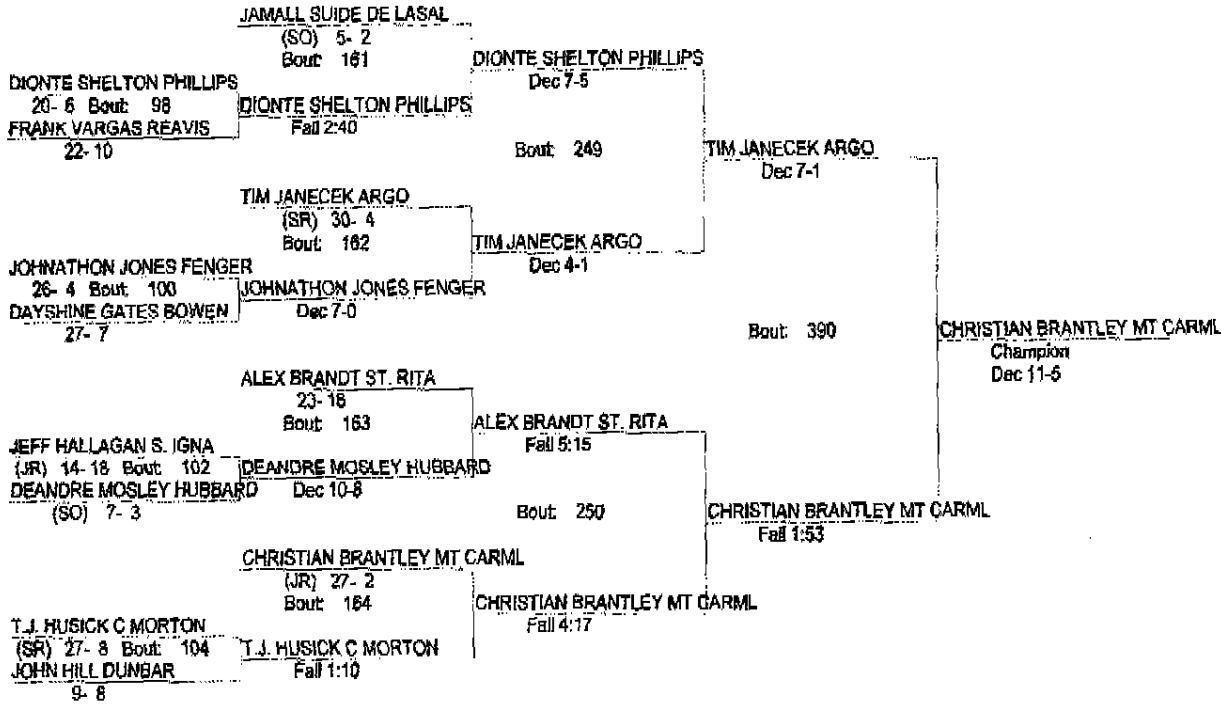 JAMALL SUIDE DE LASAL
(SO) 5- 2
Bout: 161
DIONTE SHELTON PHILLIPS
Dec 7-5
DIONTE SHELTON PHILLIPS
20- 6 Bout: 98
DIONTE SHELTON PHILLIPS
Fall 2:40
FRANK VARGAS REAVIS
22- 10
Bout: 249
TIM JANECEK ARGO
Dec 7-1
TIM JANECEK ARGO
(SR) 30- 4
Bout: 162
TIM JANECEK ARGO
Dec 4-1
JOHNATHON JONES FENGER
26- 4 Bout: 100
JOHNATHON JONES FENGER
Dec 7-0
DAYSHINE GATES BOWEN
27- 7
Bout: 390
CHRISTIAN BRANTLEY MT CARML
Champion
Dec 11-5
ALEX BRANDT ST. RITA
23- 16
Bout: 163
ALEX BRANDT ST. RITA
Fall 5:15
JEFF HALLAGAN S. IGNA
(JR) 14- 18 Bout: 102
DEANDRE MOSLEY HUBBARD
Dec 10-8
DEANDRE MOSLEY HUBBARD
(SO) 7- 3
Bout: 250
CHRISTIAN BRANTLEY MT CARML
Fall 1:53
CHRISTIAN BRANTLEY MT CARML
(JR) 27- 2
Bout: 164
CHRISTIAN BRANTLEY MT CARML
Fall 4:17
T.J. HUSICK C MORTON
(SR) 27- 8 Bout: 104
T.J. HUSICK C MORTON
Fall 1:10
JOHN HILL DUNBAR
9- 8